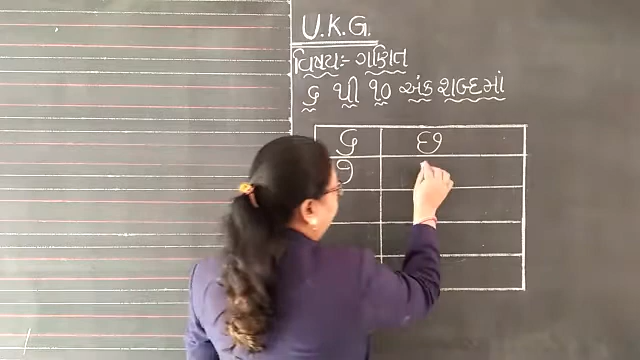 U.K.G.
વિષય:- ગણિત
૬ થી ૧૦ અંક શબ્દમાં
૬ છ
૭